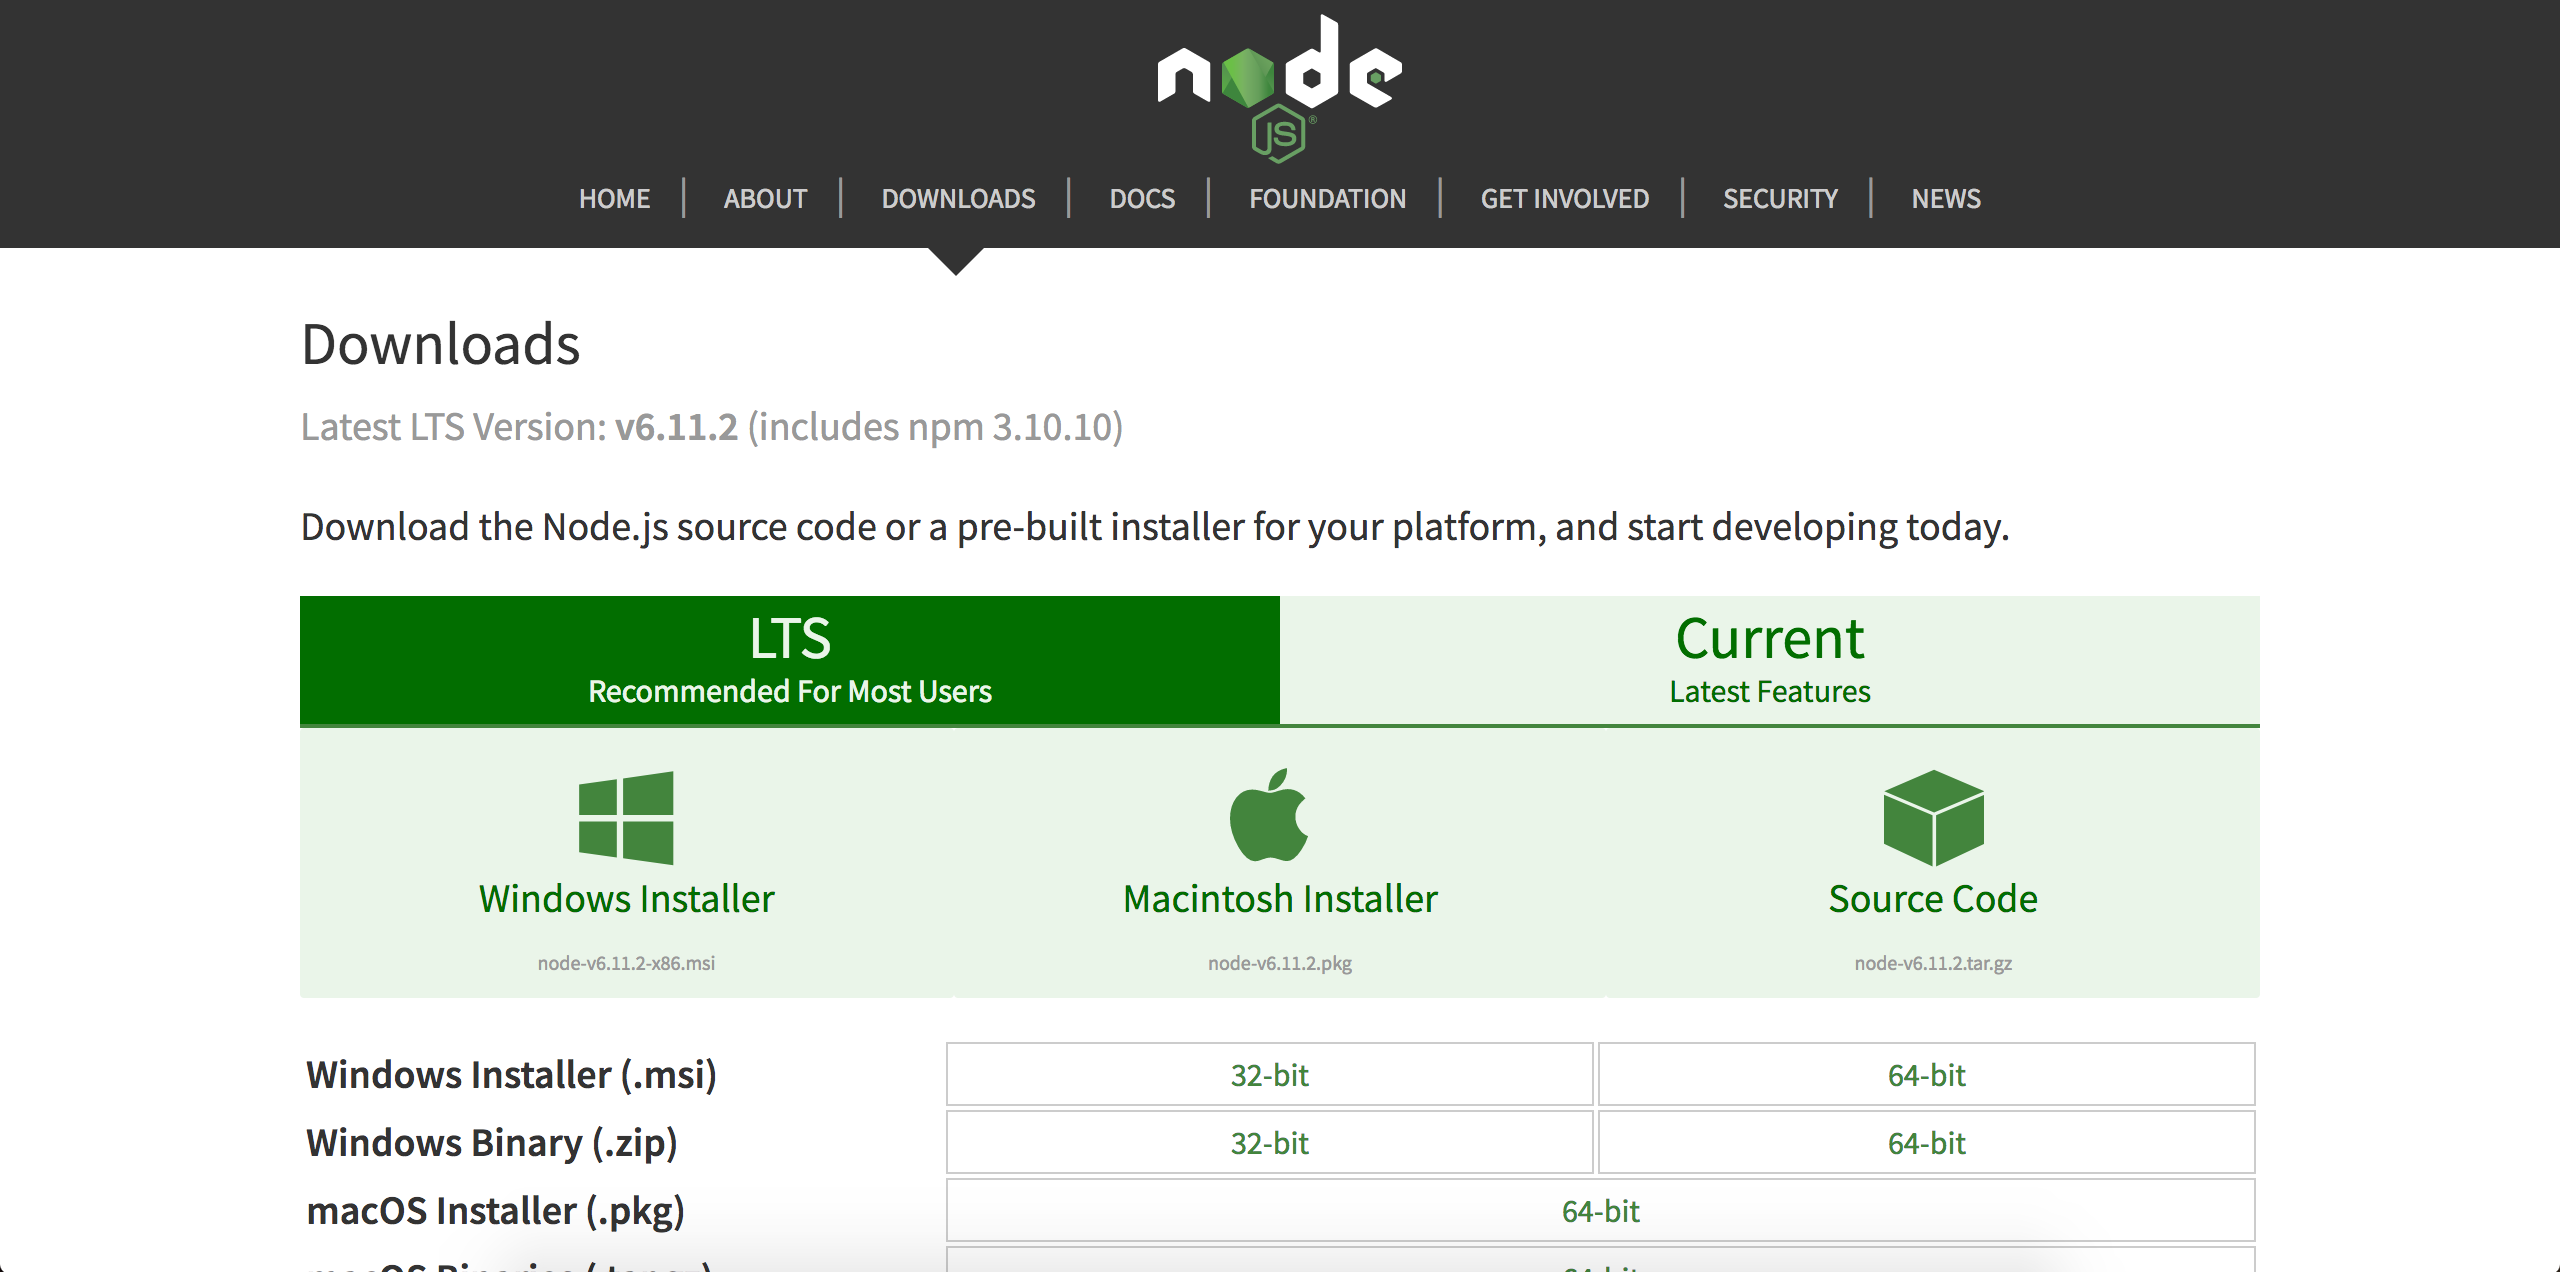 node
JS ®
HOME | ABOUT | DOWNLOADS | DOCS | FOUNDATION | GET INVOLVED | SECURITY | NEWS
Downloads
Latest LTS Version: v6.11.2 (includes npm 3.10.10)
Download the Node.js source code or a pre-built installer for your platform, and start developing today.
LTS
Recommended For Most Users
Current
Latest Features
Windows Installer
node-v6.11.2-x86.msi
Macintosh Installer
node-v6.11.2.pkg
Source Code
node-v6.11.2.tar.gz
Windows Installer (.msi) 32-bit 64-bit
Windows Binary (.zip) 32-bit 64-bit
macOS Installer (.pkg) 64-bit